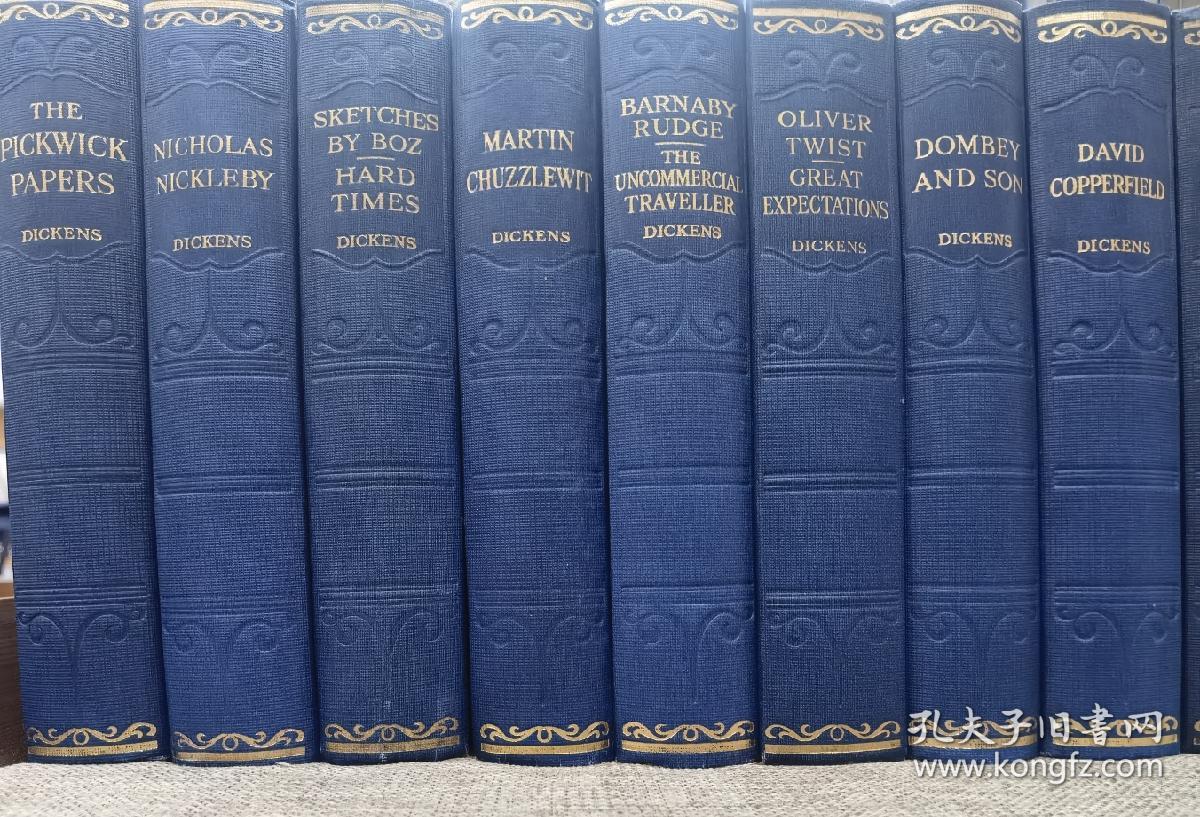 THE
PICKWICK
PAPERS
DICKENS
NICHOLAS
NICKLEBY
DICKENS
SKETCHES
BY BOZ
HARD
TIMES
DICKENS
MARTIN
CHUZZLEWIT
DICKENS
BARNABY
RUDGE
THE
UNCOMMERCIAL
TRAVELLER
DICKENS
OLIVER
TWIST
GREAT
EXPECTATIONS
DICKENS
DOMBEY
AND SON
DICKENS
DAVID
COPPERFIELD
DICKENS
孔夫子旧书网
www.kongfz.com